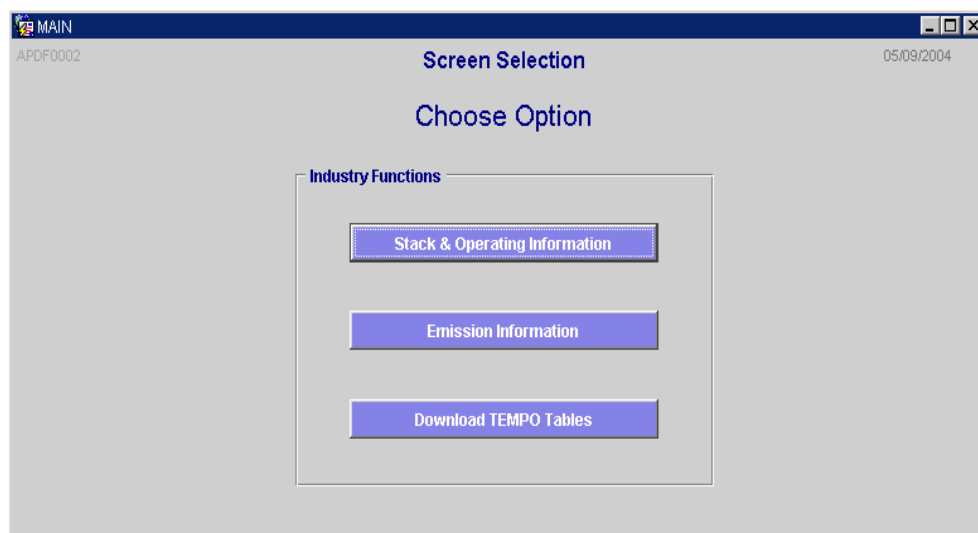 MAIN
APDF0002
Screen Selection
05/09/2004
Choose Option
Industry Functions
Stack & Operating Information
Emission Information
Download TEMPO Tables